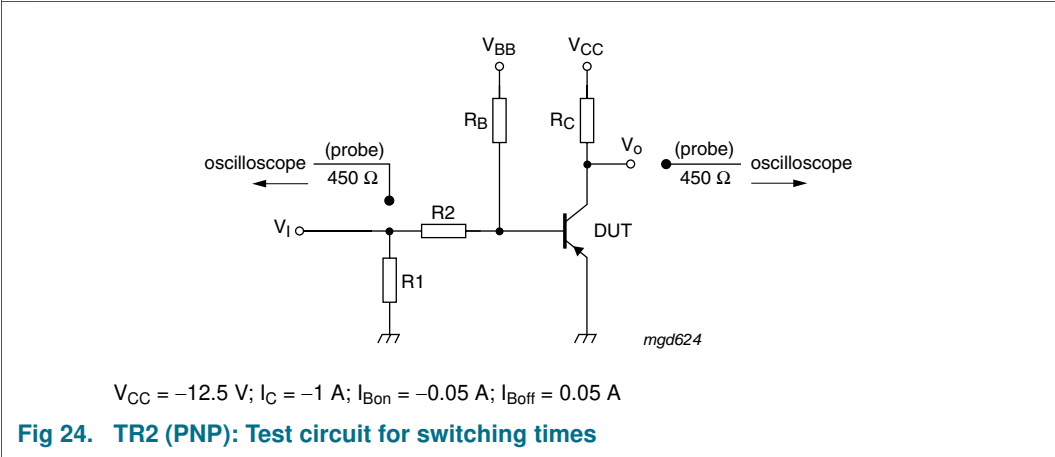 VBB VCC
RB RC
oscilloscope (probe) 450 Ω
Vo (probe) 450 Ω oscilloscope
R2
VI DUT
R1
mgd624
VCC = −12.5 V; IC = −1 A; IBon = −0.05 A; IBoff = 0.05 A
Fig 24. TR2 (PNP): Test circuit for switching times